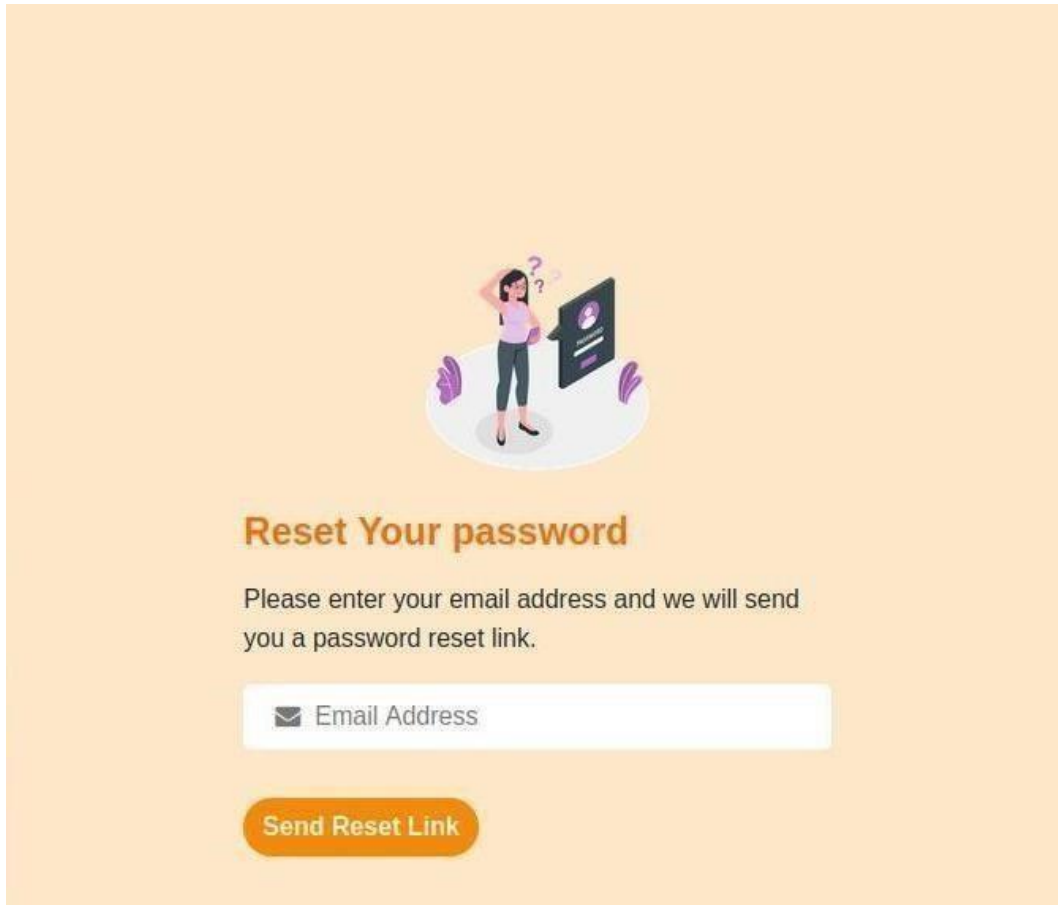 ?
?
PASSWORD
Reset Your password
Please enter your email address and we will send
you a password reset link.
Email Address
Send Reset Link